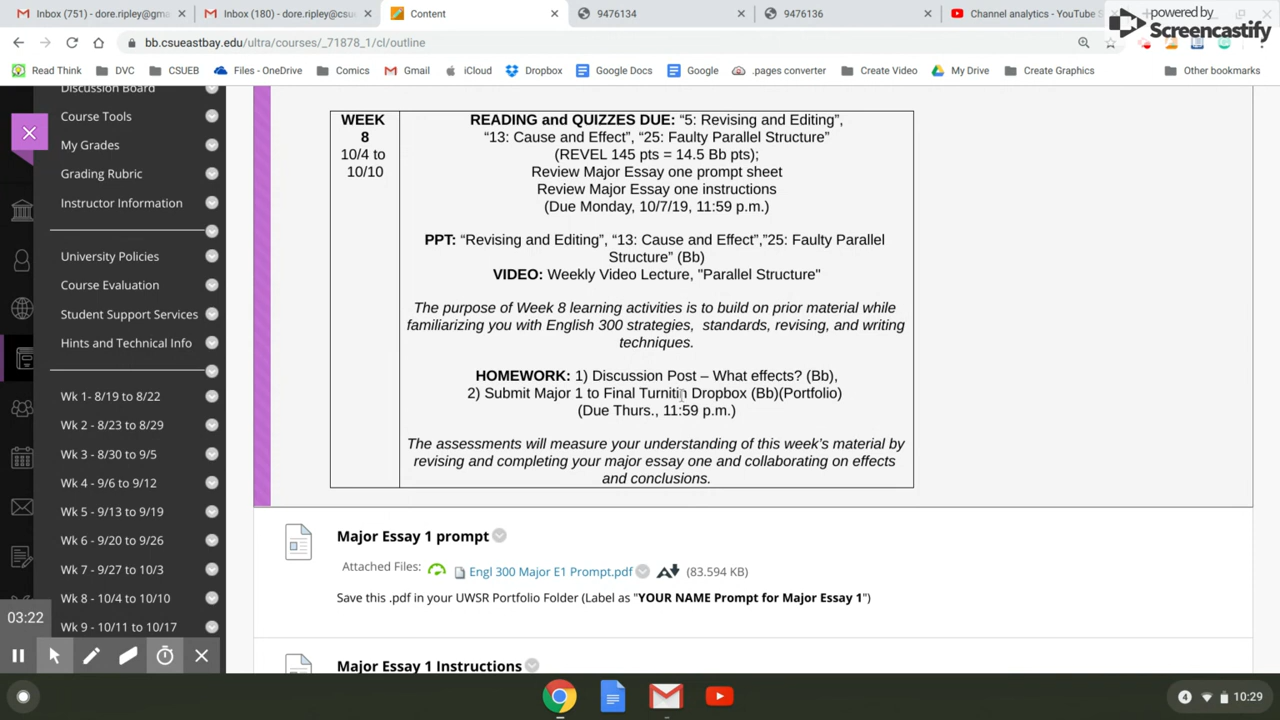 Inbox (751) - dore.ripley@gm
Inbox (180) - dore.ripley@csu
Content
9476134
9476136
Channel analytics - YouTube S
powered by
Screencastify
bb.csueastbay.edu/ultra/courses/_71878_1/cl/outline
Read Think
DVC
CSUEB
Files - OneDrive
Comics
Gmail
iCloud
Dropbox
Google Docs
Google
.pages converter
Create Video
My Drive
Create Graphics
Other bookmarks
Discussion Board
Course Tools
My Grades
Grading Rubric
Instructor Information
University Policies
Course Evaluation
Student Support Services
Hints and Technical Info
Wk 1 - 8/19 to 8/22
Wk 2 - 8/23 to 8/29
Wk 3 - 8/30 to 9/5
Wk 4 - 9/6 to 9/12
Wk 5 - 9/13 to 9/19
Wk 6 - 9/20 to 9/26
Wk 7 - 9/27 to 10/3
Wk 8 - 10/4 to 10/10
Wk 9 - 10/11 to 10/17
03:22
WEEK
8
10/4 to
10/10
READING and QUIZZES DUE: “5: Revising and Editing”,
“13: Cause and Effect”, “25: Faulty Parallel Structure”
(REVEL 145 pts = 14.5 Bb pts);
Review Major Essay one prompt sheet
Review Major Essay one instructions
(Due Monday, 10/7/19, 11:59 p.m.)
PPT: “Revising and Editing”, “13: Cause and Effect”,”25: Faulty Parallel
Structure” (Bb)
VIDEO: Weekly Video Lecture, "Parallel Structure"
The purpose of Week 8 learning activities is to build on prior material while
familiarizing you with English 300 strategies, standards, revising, and writing
techniques.
HOMEWORK: 1) Discussion Post – What effects? (Bb),
2) Submit Major 1 to Final Turnitin Dropbox (Bb)(Portfolio)
(Due Thurs., 11:59 p.m.)
The assessments will measure your understanding of this week’s material by
revising and completing your major essay one and collaborating on effects
and conclusions.
Major Essay 1 prompt
Attached Files: Engl 300 Major E1 Prompt.pdf (83.594 KB)
Save this .pdf in your UWSR Portfolio Folder (Label as "YOUR NAME Prompt for Major Essay 1")
Major Essay 1 Instructions
4
10:29